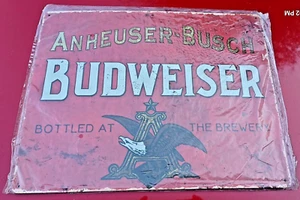 ANHEUSER-BUSCH
BUDWEISER
BOTTLED AT THE BREWERY